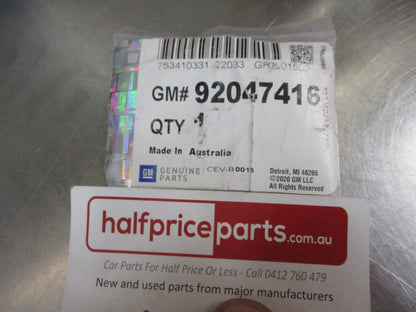 753410331 22033 GR8.01503
GM# 92047416
QTY 1
Made In Australia
GM GENUINE PARTS CEV-B0015
Detroit, MI 48265
©2020 GM LLC
All Rights Reserved
halfpriceparts.com.au
Car Parts For Half Price Or Less - Call 0412 760 479
New and used parts from major manufacturers